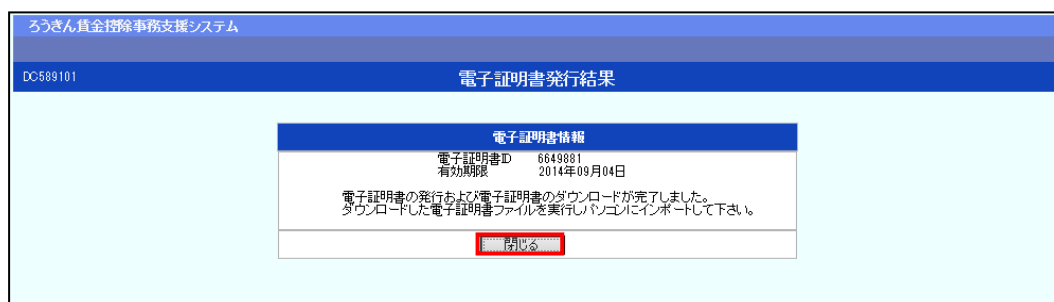 ろうきん賃金控除事務支援システム
DC589101
電子証明書発行結果
電子証明書情報
電子証明書ID 6649881
有効期限 2014年09月04日
電子証明書の発行および電子証明書のダウンロードが完了しました。
ダウンロードした電子証明書ファイルを実行しパソコンにインポートして下さい。
閉じる